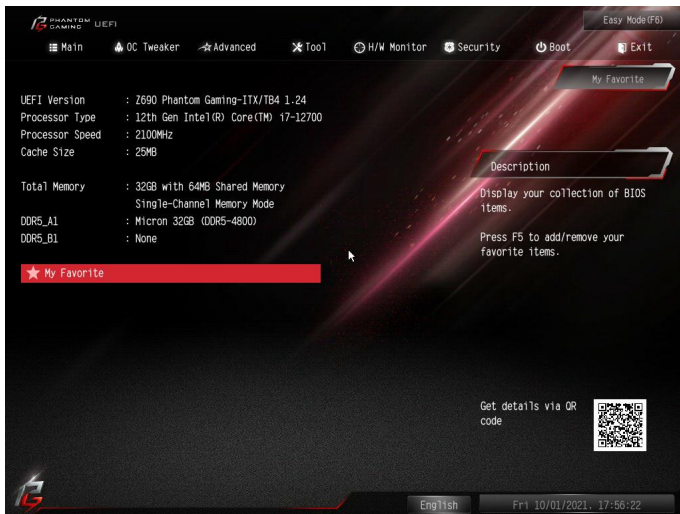 PHANTOM GAMING UEFI
Easy Mode(F6)
Main OC Tweaker Advanced Tool H/W Monitor Security Boot Exit
My Favorite
UEFI Version : Z690 Phantom Gaming-ITX/TB4 1.24
Processor Type : 12th Gen Intel(R) Core(TM) i7-12700
Processor Speed : 2100MHz
Cache Size : 25MB
Total Memory : 32GB with 64MB Shared Memory
Single-Channel Memory Mode
DDR5_A1 : Micron 32GB (DDR5-4800)
DDR5_B1 : None
My Favorite
Description
Display your collection of BIOS
items.
Press F5 to add/remove your
favorite items.
Get details via QR
code
English
Fri 10/01/2021, 17:56:22